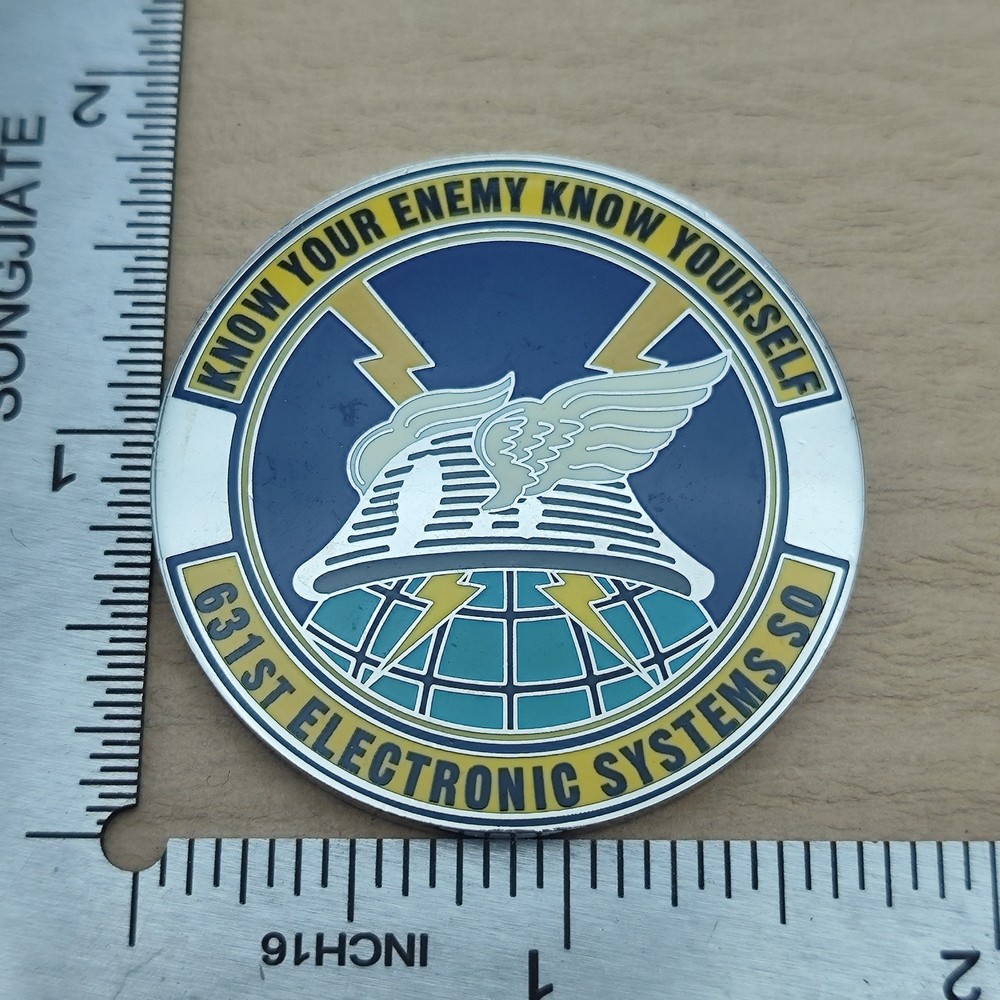 KNOW YOUR ENEMY KNOW YOURSELF
631ST ELECTRONIC SYSTEMS SQ
SONGJIATE
2
1
INCH16
1
2